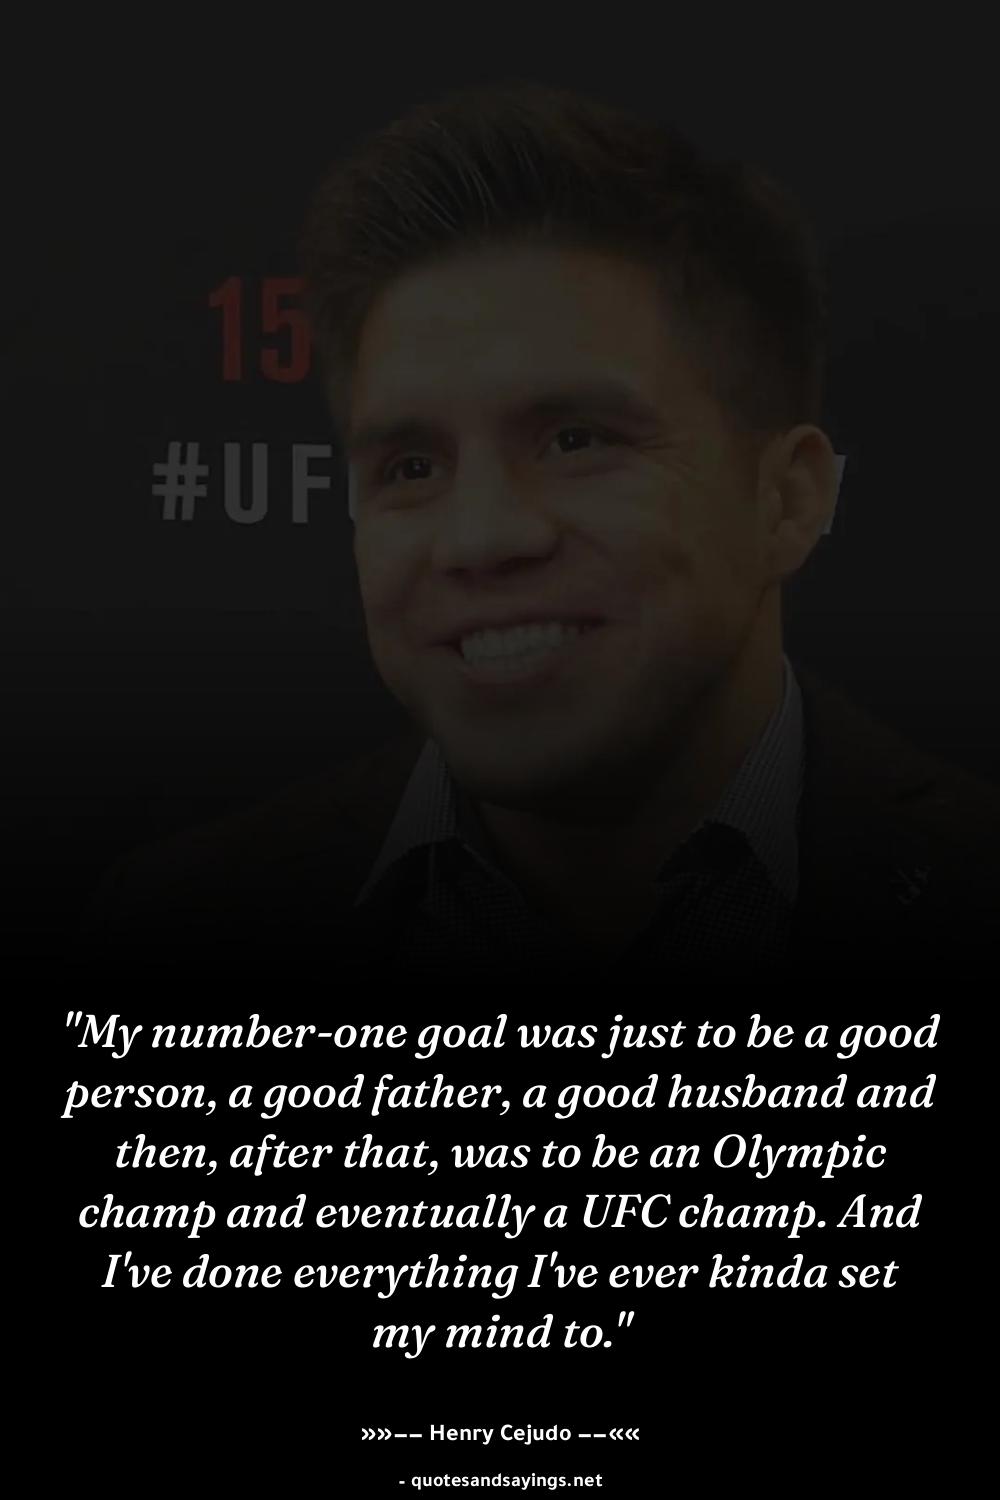 15
#UF
"My number-one goal was just to be a good
person, a good father, a good husband and
then, after that, was to be an Olympic
champ and eventually a UFC champ. And
I've done everything I've ever kinda set
my mind to."
»»—— Henry Cejudo ——««
- quotesandsayings.net